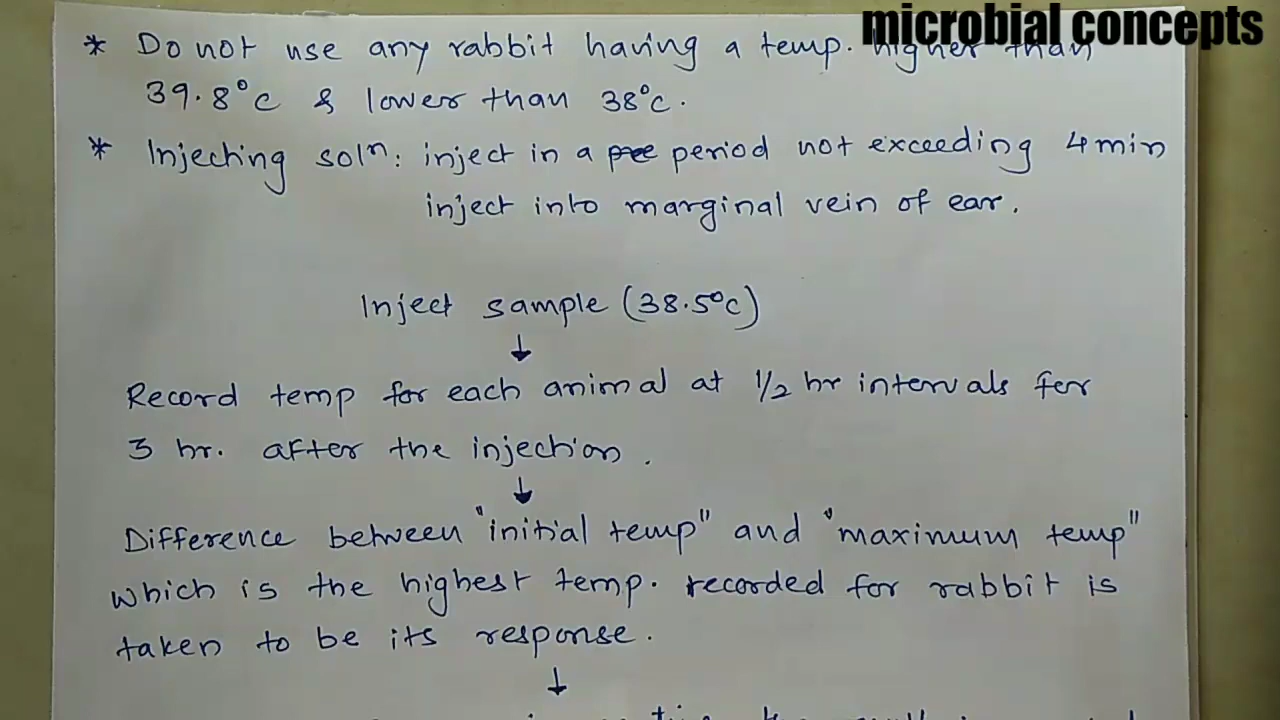 microbial concepts
* Do not use any rabbit having a temp. higher than
39.8°c & lower than 38°c.
* Injecting solⁿ: inject in a pee period not exceeding 4 min
inject into marginal vein of ear.
Inject sample (38.5°c)
↓
Record temp for each animal at 1/2 hr intervals for
3 hr. after the injection.
↓
Difference between "initial temp" and "maximum temp"
which is the highest temp. recorded for rabbit is
taken to be its response.
↓